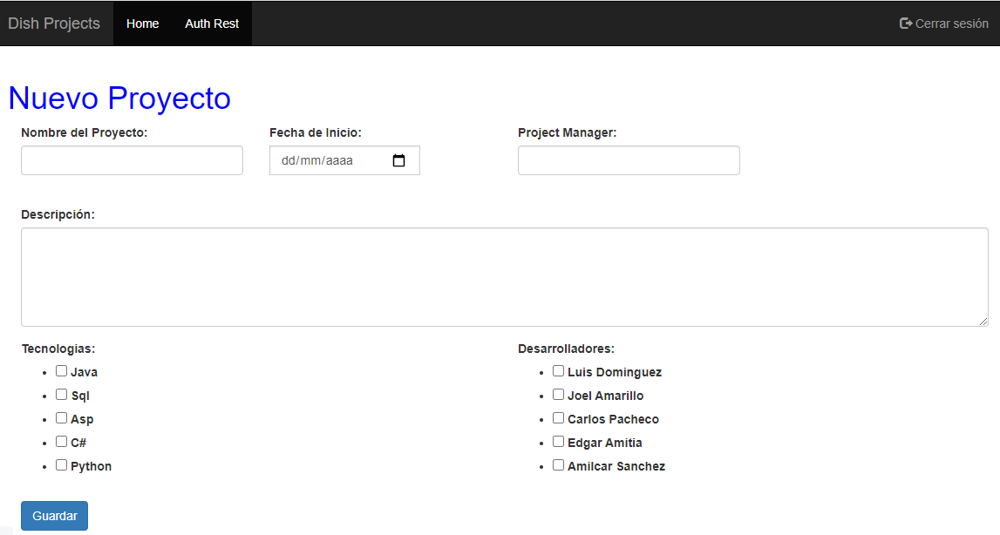 Dish Projects Home Auth Rest Cerrar sesión
Nuevo Proyecto
Nombre del Proyecto: Fecha de Inicio: Project Manager:
dd/mm/aaaa
Descripción:
Tecnologias: Desarrolladores:
Java Luis Dominguez
Sql Joel Amarillo
Asp Carlos Pacheco
C# Edgar Amitia
Python Amilcar Sanchez
Guardar